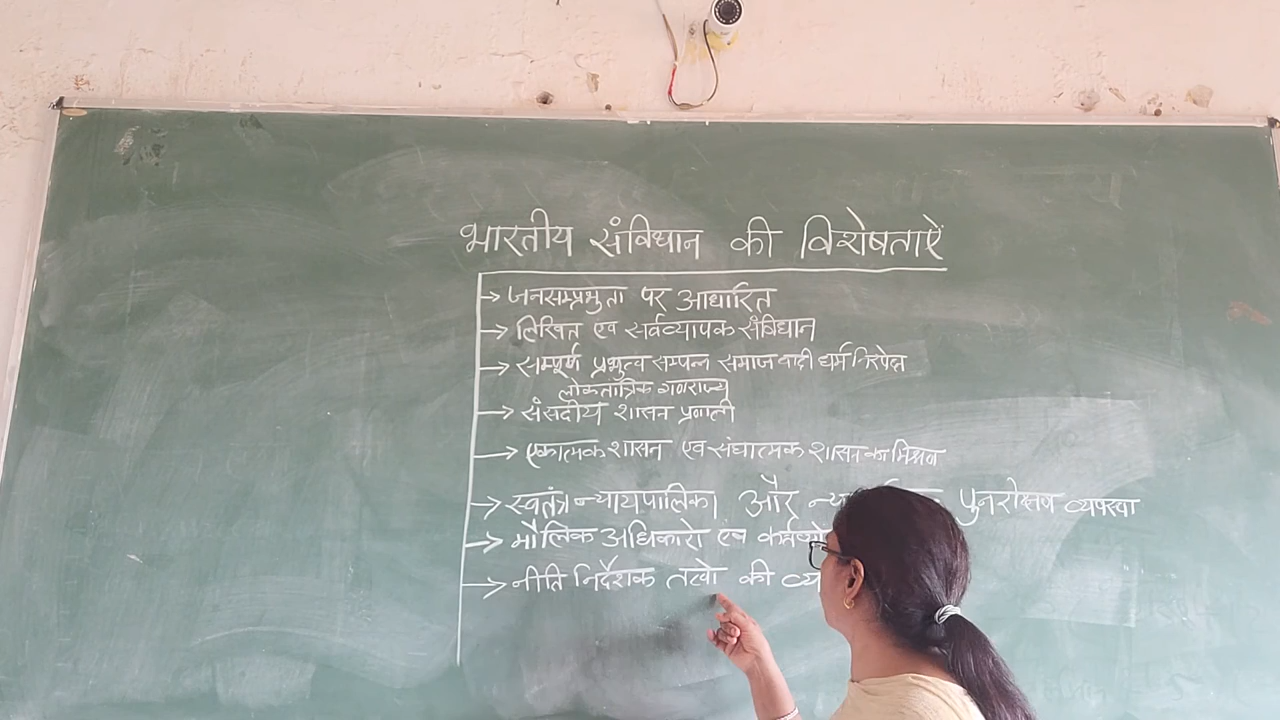 भारतीय संविधान की विशेषताऐं
जनसम्प्रभुता पर आधारित
लिखित एवं सर्वव्यापक संविधान
सम्पूर्ण प्रभुत्व सम्पन्न समाजवादी धर्म निरपेक्ष
लोकतांत्रिक गणराज्य
संसदीय शासन प्रणाली
एकात्मक शासन एवं संघात्मक शासन का मिश्रण
स्वतंत्र न्यायपालिका और पुनरोक्षण व्यवस्था
मौलिक अधिकारो एंव
नीति निर्देशक तत्वो की